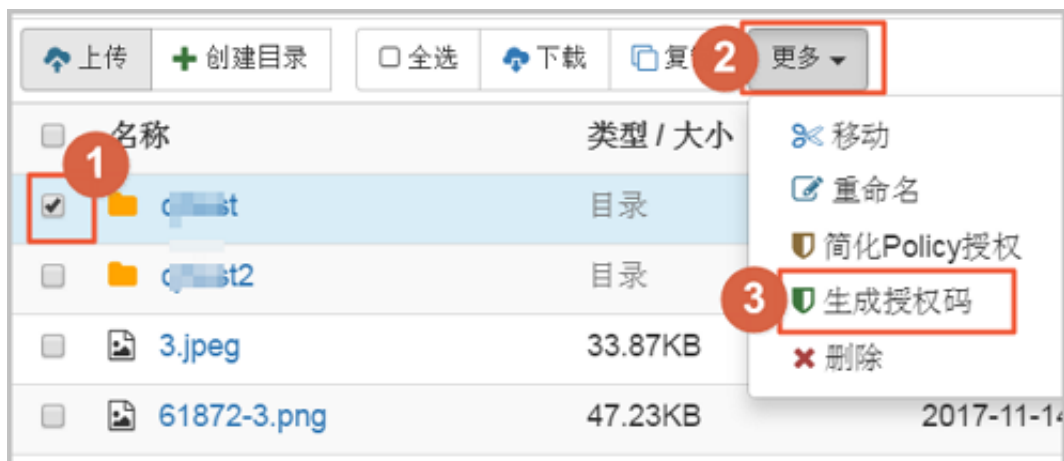 上传 创建目录 全选 下载 2 更多
名称 类型 / 大小 移动
1
重命名
目录
简化Policy授权
目录
3 生成授权码
3.jpeg 33.87KB
删除
61872-3.png 47.23KB 2017-11-14